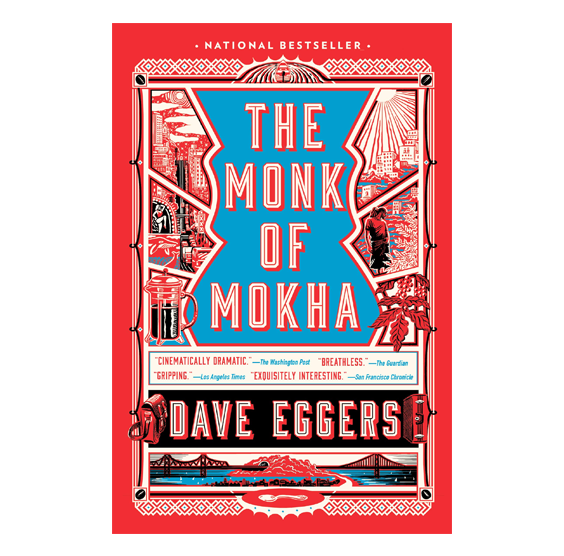 • NATIONAL BESTSELLER •
THE
MONK
OF
MOKHA
"CINEMATICALLY DRAMATIC."—The Washington Post "BREATHLESS."—The Guardian
"GRIPPING."—Los Angeles Times "EXQUISITELY INTERESTING."—San Francisco Chronicle
DAVE EGGERS